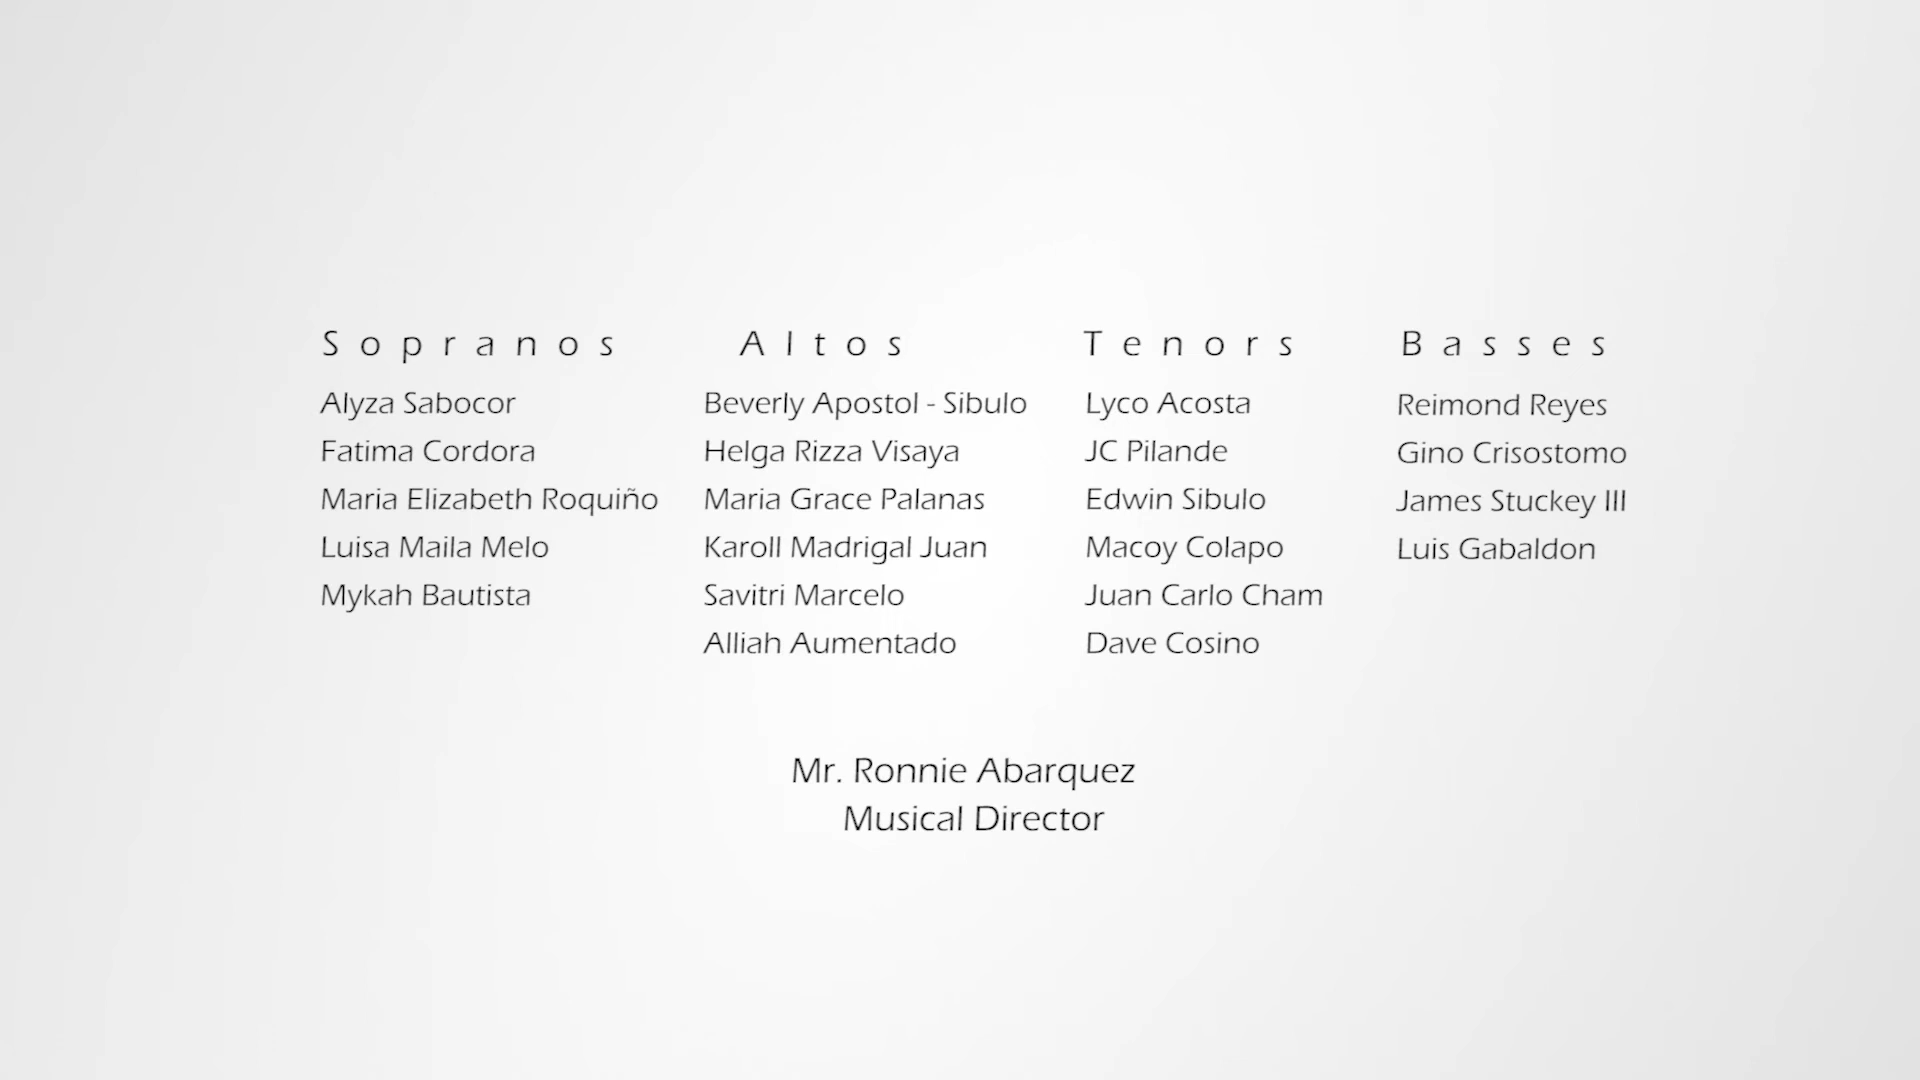 Sopranos
Alyza Sabocor
Fatima Cordora
Maria Elizabeth Roquiño
Luisa Maila Melo
Mykah Bautista
Altos
Beverly Apostol - Sibulo
Helga Rizza Visaya
Maria Grace Palanas
Karoll Madrigal Juan
Savitri Marcelo
Alliah Aumentado
Tenors
Lyco Acosta
JC Pilande
Edwin Sibulo
Macoy Colapo
Juan Carlo Cham
Dave Cosino
Basses
Reimond Reyes
Gino Crisostomo
James Stuckey III
Luis Gabaldon
Mr. Ronnie Abarquez
Musical Director